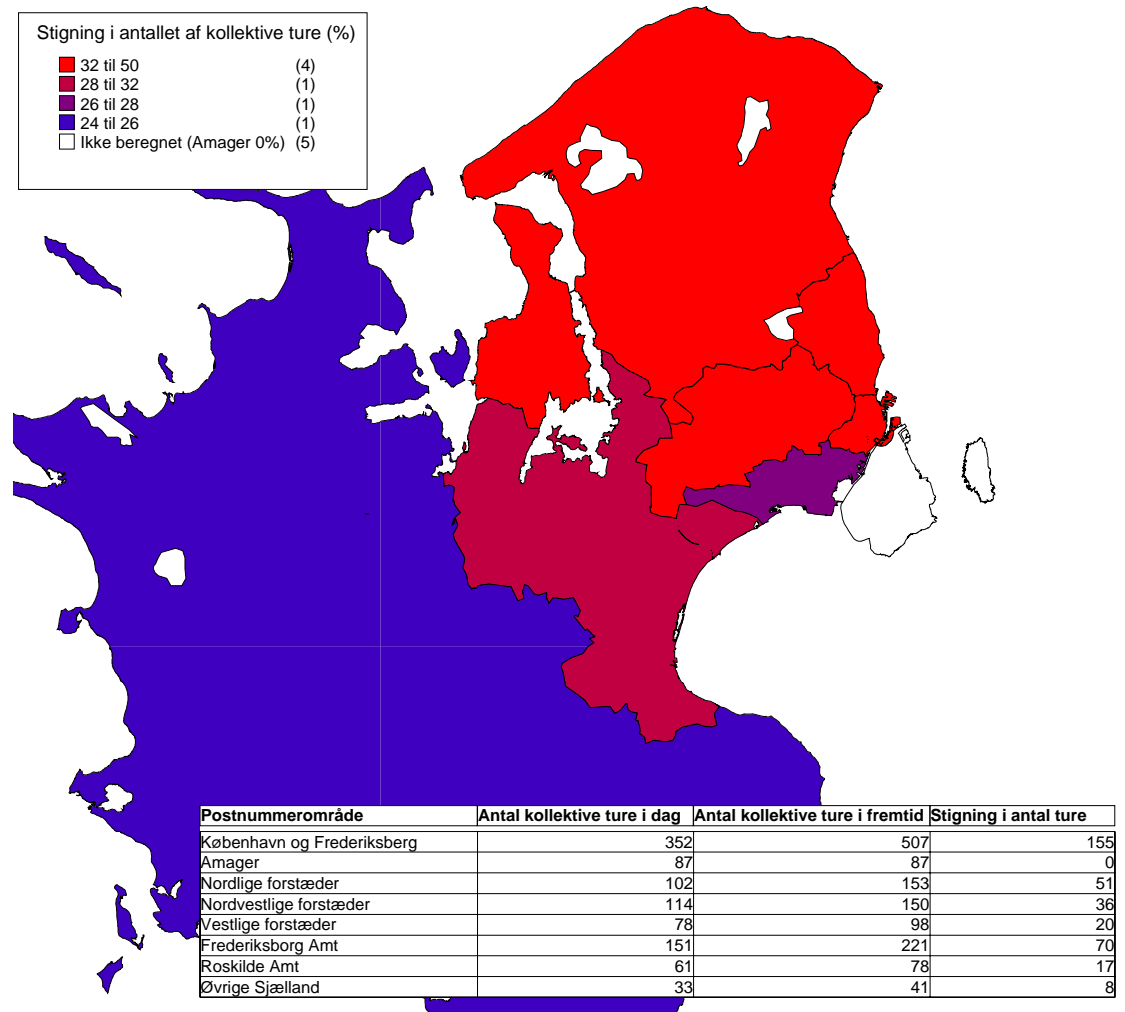 Stigning i antallet af kollektive ture (%)
32 til 50 (4)
28 til 32 (1)
26 til 28 (1)
24 til 26 (1)
Ikke beregnet (Amager 0%) (5)
Postnummerområde Antal kollektive ture i dag Antal kollektive ture i fremtid Stigning i antal ture
København og Frederiksberg 352 507 155
Amager 87 87 0
Nordlige forstæder 102 153 51
Nordvestlige forstæder 114 150 36
Vestlige forstæder 78 98 20
Frederiksborg Amt 151 221 70
Roskilde Amt 61 78 17
Øvrige Sjælland 33 41 8